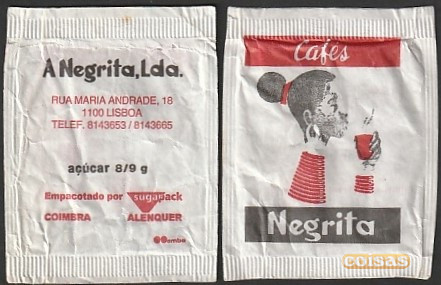 A Negrita, Lda.
RUA MARIA ANDRADE, 18
1100 LISBOA
TELEF. 8143653 / 8143665
açúcar 8/9 g
Empacotado por sugarpack
COIMBRA ALENQUER
Bamba
Cafés
Negrita
coisas